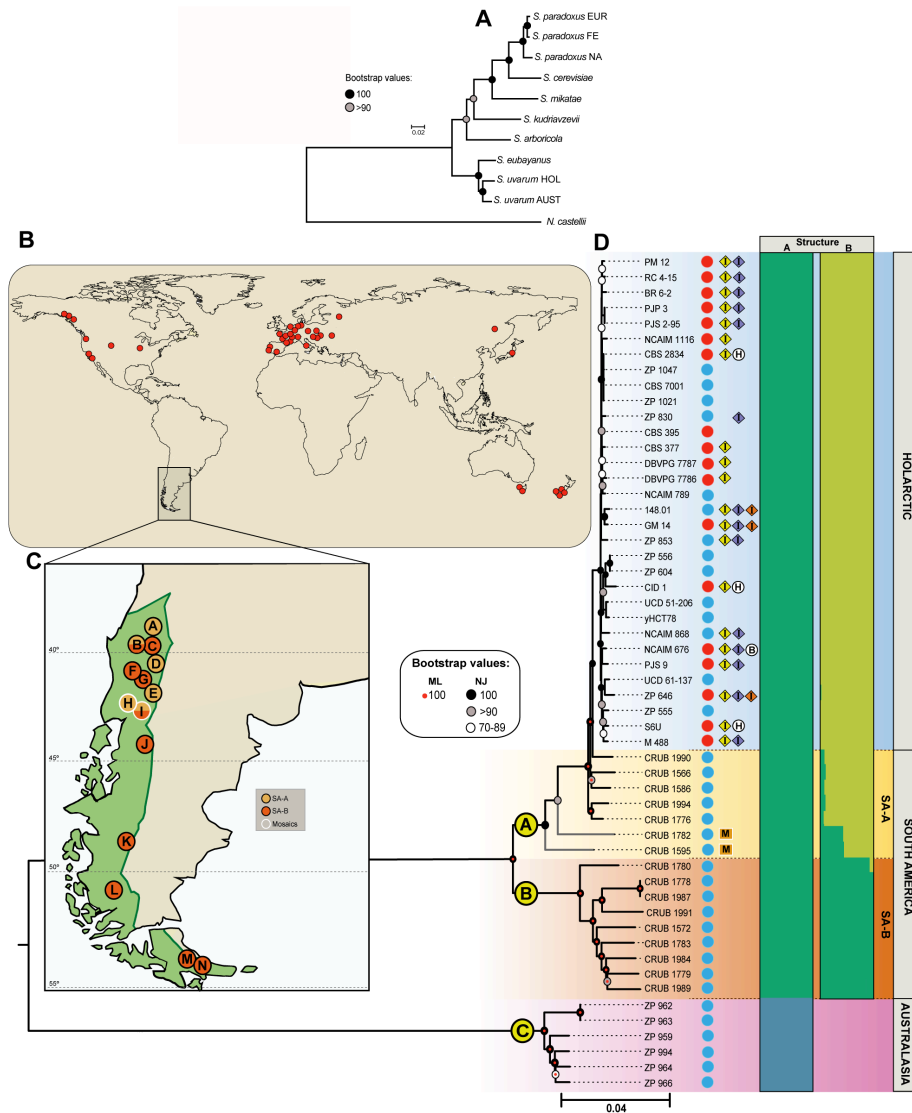 A
S. paradoxus EUR
S. paradoxus FE
S. paradoxus NA
S. cerevisiae
S. mikatae
S. kudriavzevii
S. arboricola
S. eubayanus
S. uvarum HOL
S. uvarum AUST
N. castellii
Bootstrap values:
100
>90
0.02
B
C
40º
45º
50º
55º
A
B
C
D
F
G
E
H
I
J
K
L
M
N
SA-A
SA-B
Mosaics
Bootstrap values:
ML
NJ
100
100
>90
70-89
D
Structure
A
B
PM 12 I I
RC 4-15 I I
BR 6-2 I I
PJP 3 I I
PJS 2-95 I I
NCAIM 1116 I
CBS 2834 I H
ZP 1047
CBS 7001
ZP 1021
ZP 830 I
CBS 395
CBS 377 I
DBVPG 7787 I
DBVPG 7786 I
NCAIM 789
148.01 I I I
GM 14 I I I
ZP 853 I I
ZP 556
ZP 604
CID 1 I H
UCD 51-206
yHCT78
NCAIM 868 I I
NCAIM 676 I I B
PJS 9 I I
UCD 61-137
ZP 646 I I I
ZP 555
S6U I H
M 488 I I
CRUB 1990
CRUB 1566
CRUB 1586
CRUB 1994
CRUB 1776
CRUB 1782 M
CRUB 1595 M
CRUB 1780
CRUB 1778
CRUB 1987
CRUB 1991
CRUB 1572
CRUB 1783
CRUB 1984
CRUB 1779
CRUB 1989
ZP 962
ZP 963
ZP 959
ZP 994
ZP 964
ZP 966
A
B
C
0.04
HOLARCTIC
SA-A
SA-B
SOUTH AMERICA
AUSTRALASIA